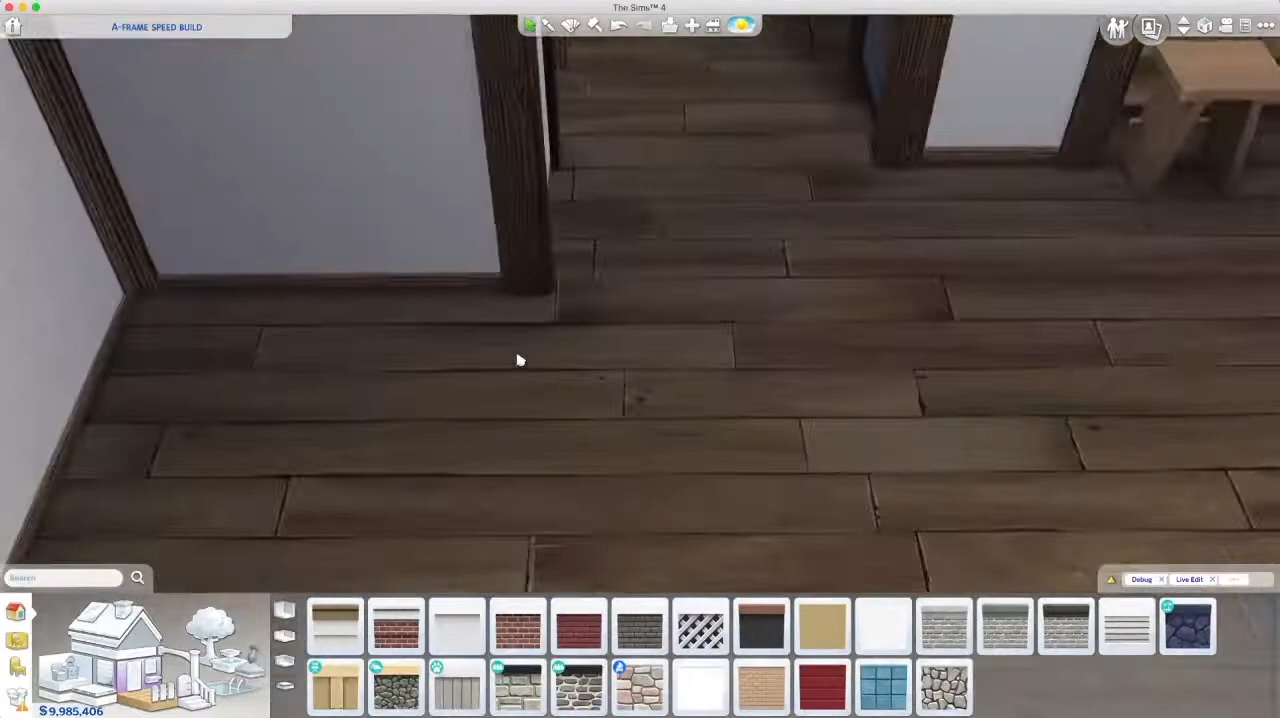 The Sims™ 4
A-FRAME SPEED BUILD
Search
Debug
Live Edit
$9,985,406